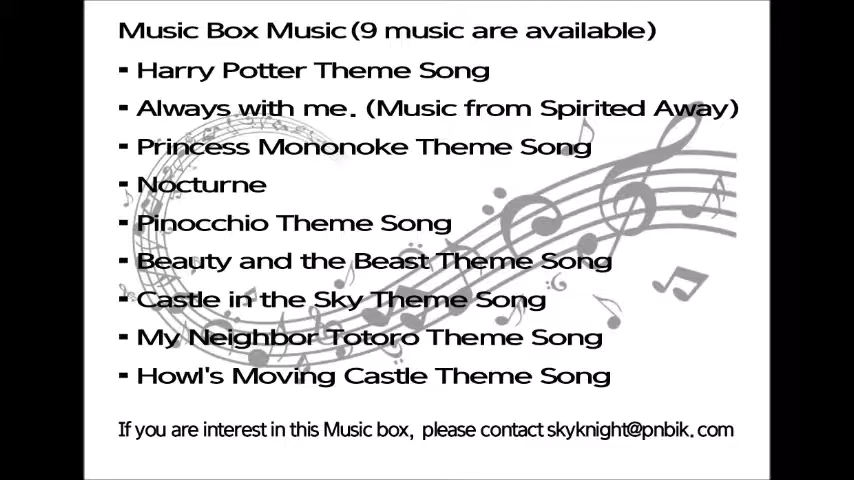 Music Box Music (9 music are available)
- Harry Potter Theme Song
- Always with me. (Music from Spirited Away)
- Princess Mononoke Theme Song
- Nocturne
- Pinocchio Theme Song
- Beauty and the Beast Theme Song
- Castle in the Sky Theme Song
- My Neighbor Totoro Theme Song
- Howl's Moving Castle Theme Song
If you are interest in this Music box, please contact skyknight@pnbik.com